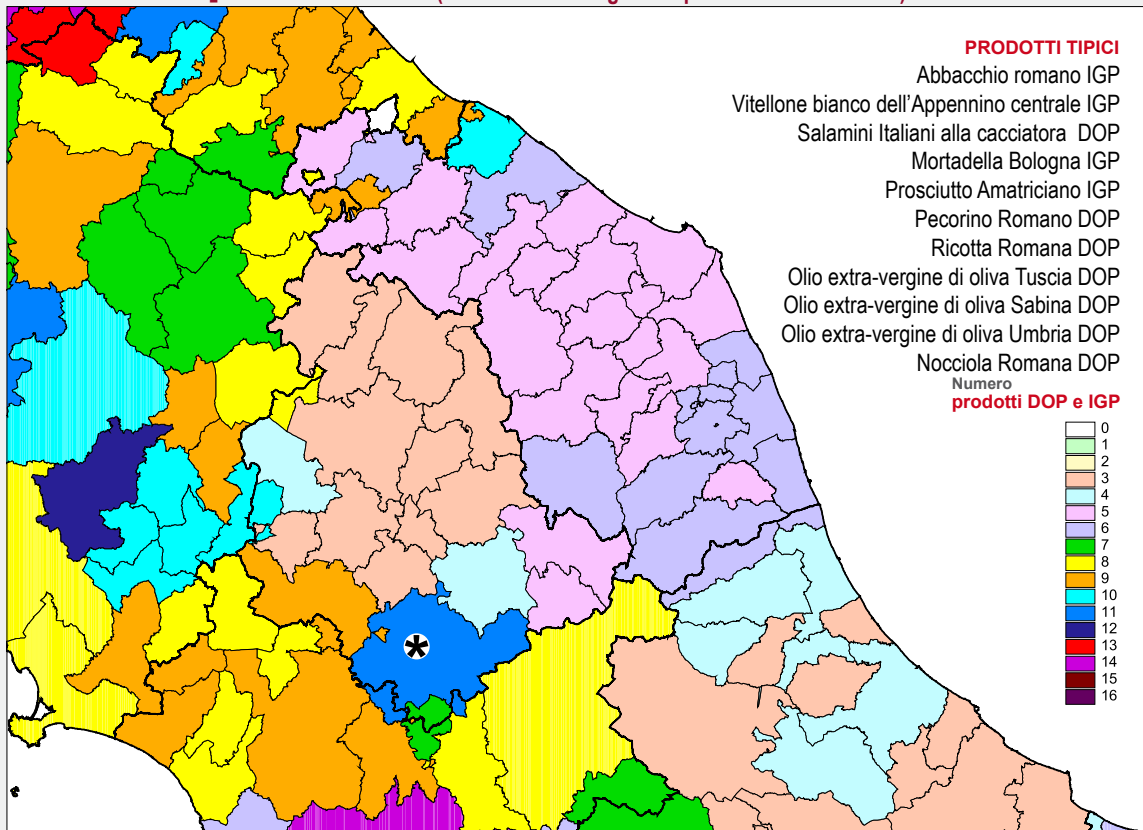 PRODOTTI TIPICI
Abbacchio romano IGP
Vitellone bianco dell'Appennino centrale IGP
Salamini Italiani alla cacciatora DOP
Mortadella Bologna IGP
Prosciutto Amatriciano IGP
Pecorino Romano DOP
Ricotta Romana DOP
Olio extra-vergine di oliva Tuscia DOP
Olio extra-vergine di oliva Sabina DOP
Olio extra-vergine di oliva Umbria DOP
Nocciola Romana DOP
Numero
prodotti DOP e IGP
0
1
2
3
4
5
6
7
8
9
10
11
12
13
14
15
16
*